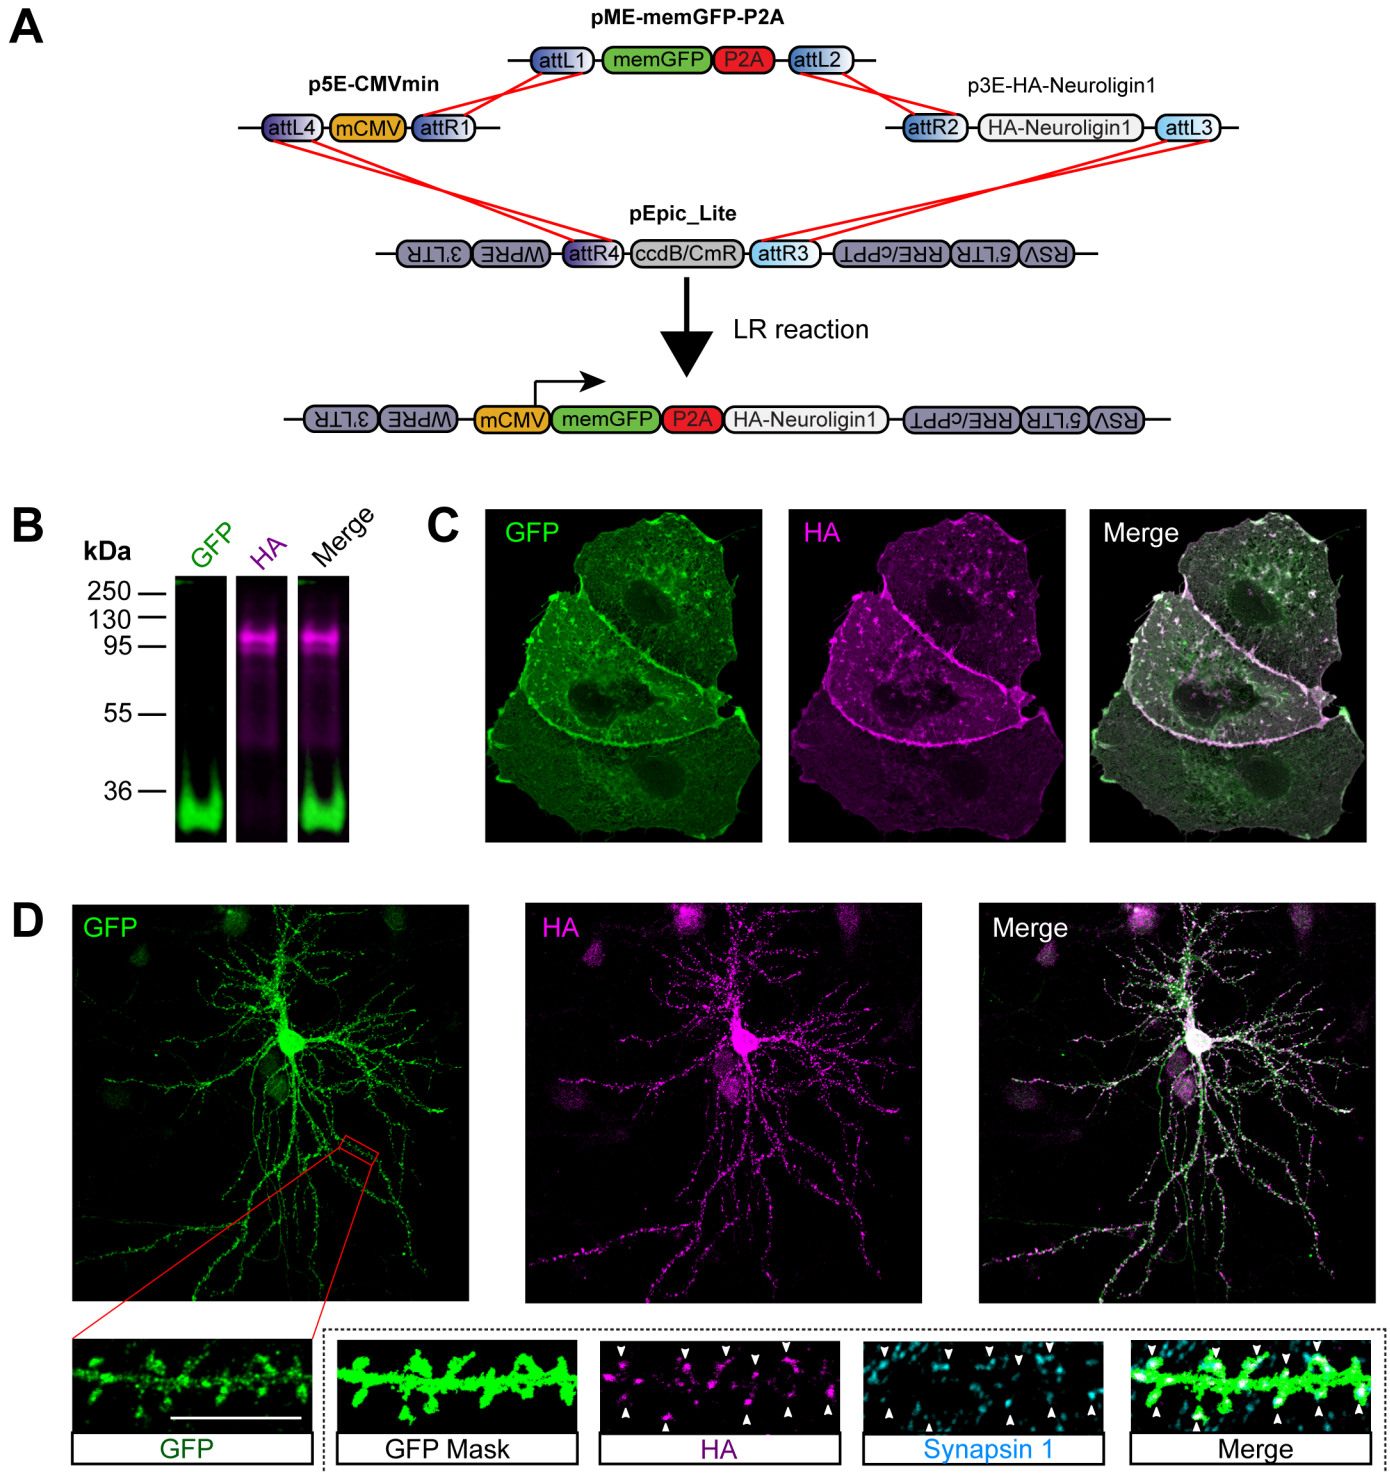 A
pME-memGFP-P2A
attL1 memGFP P2A attL2
p5E-CMVmin
p3E-HA-Neuroligin1
attL4 mCMV attR1
attR2 HA-Neuroligin1 attL3
pEpic_Lite
3'LTR WPRE attR4 ccdB/CmR attR3 RRE/cPPT 5'LTR RSV
LR reaction
3'LTR WPRE mCMV memGFP P2A HA-Neuroligin1 RRE/cPPT 5'LTR RSV
B
kDa
GFP HA Merge
250
130
95
55
36
C
GFP HA Merge
D
GFP HA Merge
GFP GFP Mask HA Synapsin 1 Merge